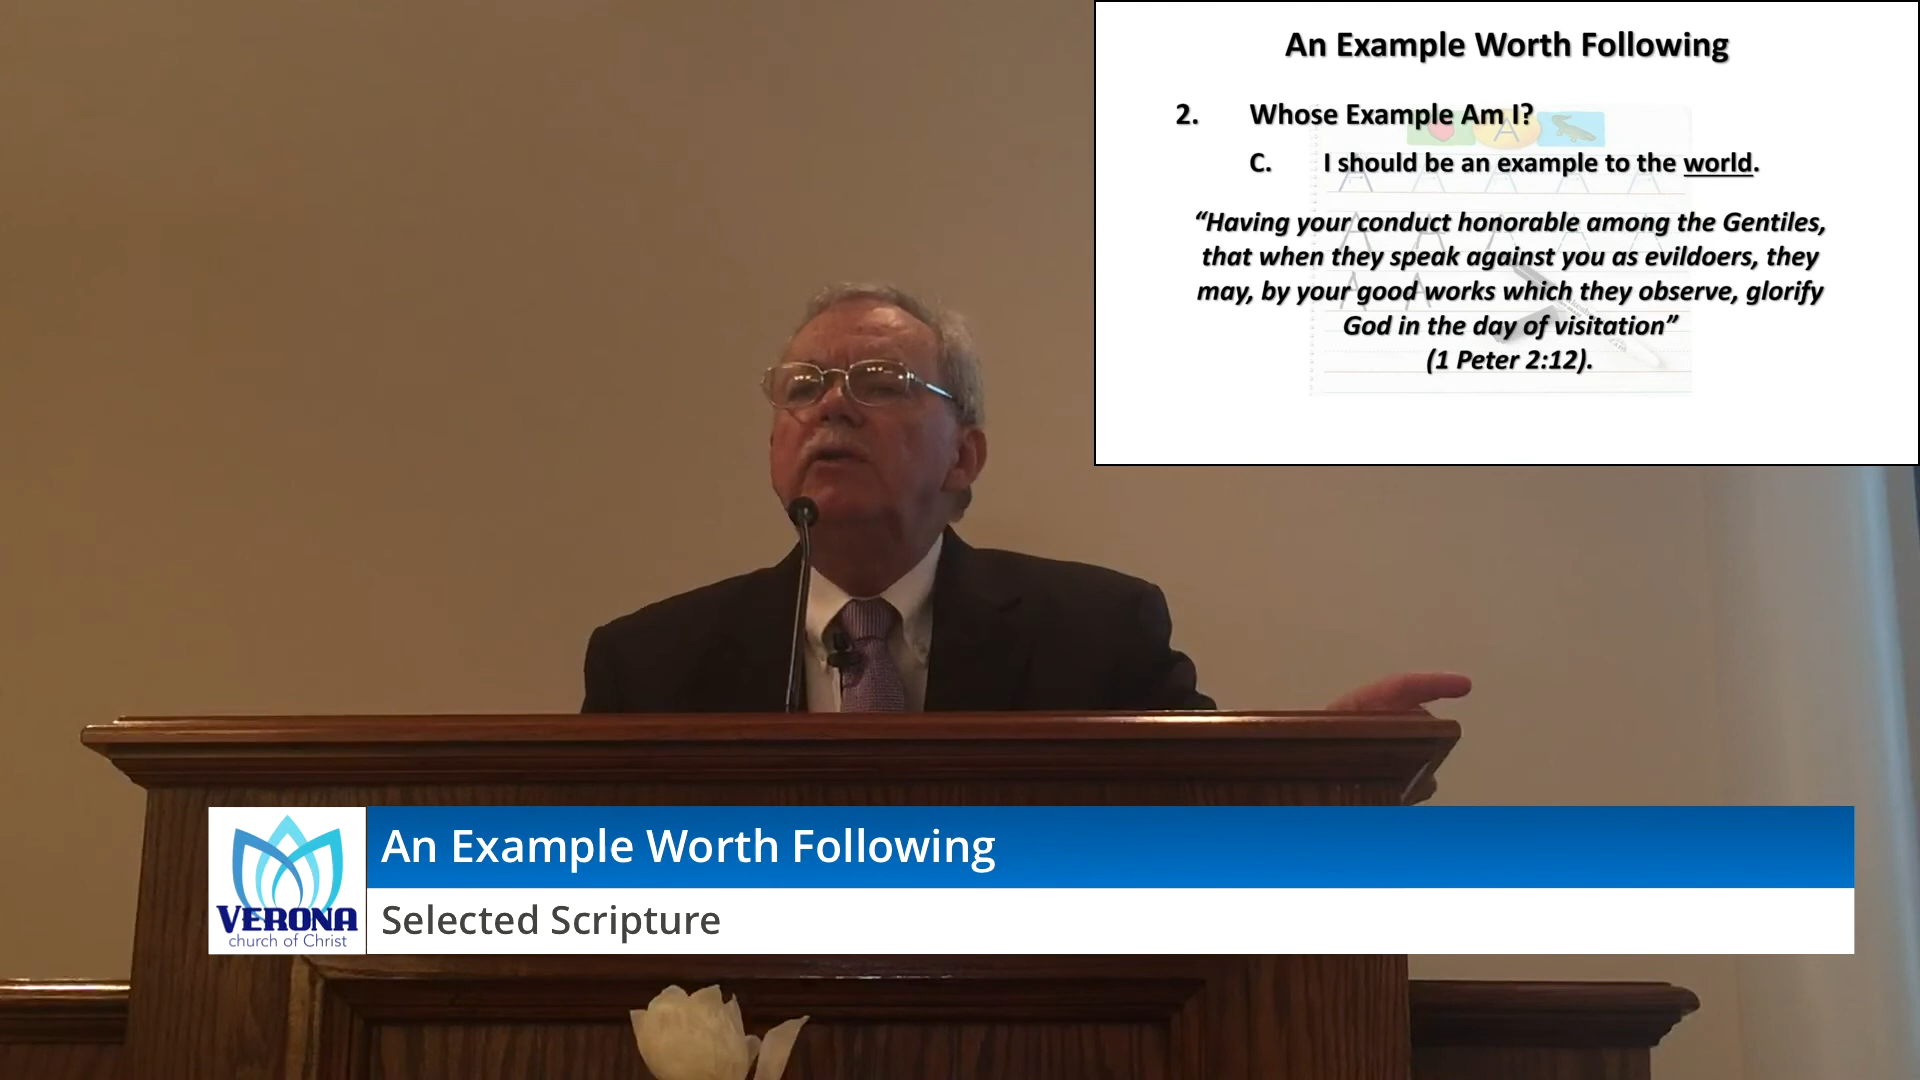 An Example Worth Following
2. Whose Example Am I?
C. I should be an example to the world.
“Having your conduct honorable among the Gentiles,
that when they speak against you as evildoers, they
may, by your good works which they observe, glorify
God in the day of visitation”
(1 Peter 2:12).
An Example Worth Following
VERONA
church of Christ
Selected Scripture